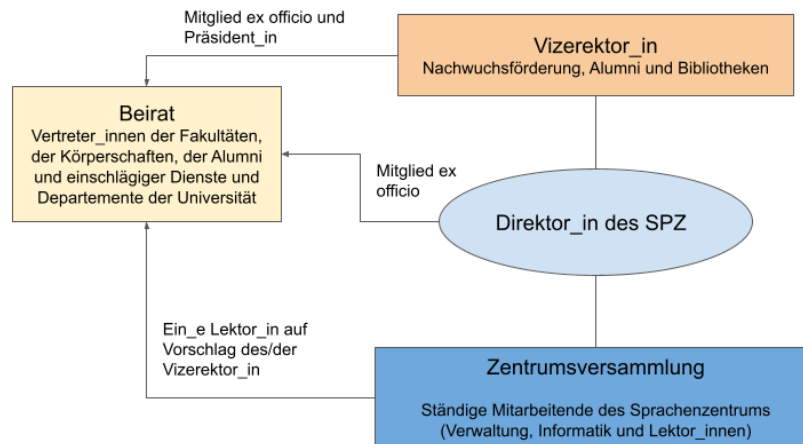 Mitglied ex officio und
Präsident_in
Vizerektor_in
Nachwuchsförderung, Alumni und Bibliotheken
Beirat
Vertreter_innen der Fakultäten,
der Körperschaften, der Alumni
und einschlägiger Dienste und
Departemente der Universität
Mitglied ex
officio
Direktor_in des SPZ
Ein_e Lektor_in auf
Vorschlag des/der
Vizerektor_in
Zentrumsversammlung
Ständige Mitarbeitende des Sprachenzentrums
(Verwaltung, Informatik und Lektor_innen)